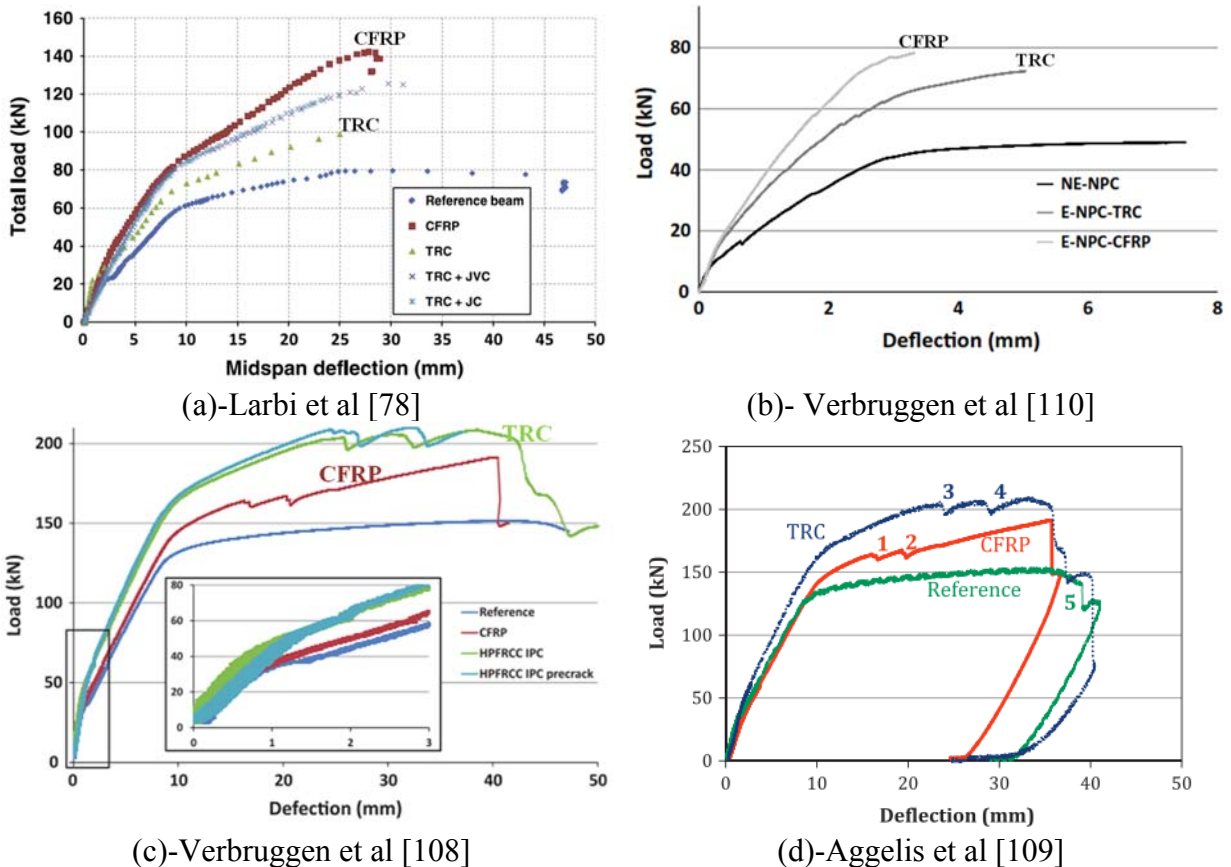 160
140
120
100
80
60
40
20
0
Total load (kN)
CFRP
TRC
Reference beam
CFRP
TRC
TRC + JVC
TRC + JC
0 5 10 15 20 25 30 35 40 45 50
Midspan deflection (mm)
(a)-Larbi et al [78]
80
60
40
20
0
Load (kN)
CFRP
TRC
NE-NPC
E-NPC-TRC
E-NPC-CFRP
0 2 4 6 8
Deflection (mm)
(b)- Verbruggen et al [110]
200
150
100
50
0
Load (kN)
TRC
CFRP
80
60
40
20
0
0 1 2 3
Reference
CFRP
HPFRCC IPC
HPFRCC IPC precrack
0 10 20 30 40 50
Defection (mm)
(c)-Verbruggen et al [108]
250
200
150
100
50
0
Load (kN)
3 4
TRC
1 2
CFRP
Reference
5
0 10 20 30 40 50
Deflection (mm)
(d)-Aggelis et al [109]